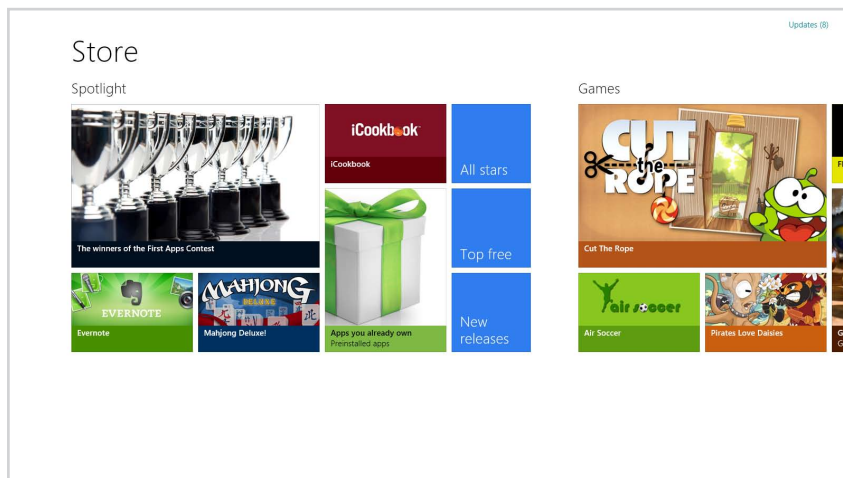 Updates (8)
Store
Spotlight
The winners of the First Apps Contest
iCookbook
iCookbook
All stars
Top free
New
releases
EVERNOTE
Evernote
MAHJONG
DELUXE
Mahjong Deluxe!
Apps you already own
Preinstalled apps
Games
CUT
the
ROPE
Cut The Rope
air soccer
Air Soccer
Pirates Love Daisies